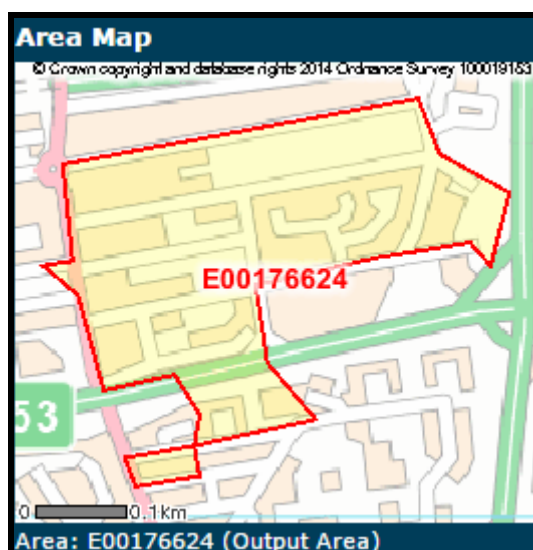 Area Map
© Crown copyright and database rights 2014 Ordnance Survey 100019153
E00176624
53
0 0.1km
Area: E00176624 (Output Area)